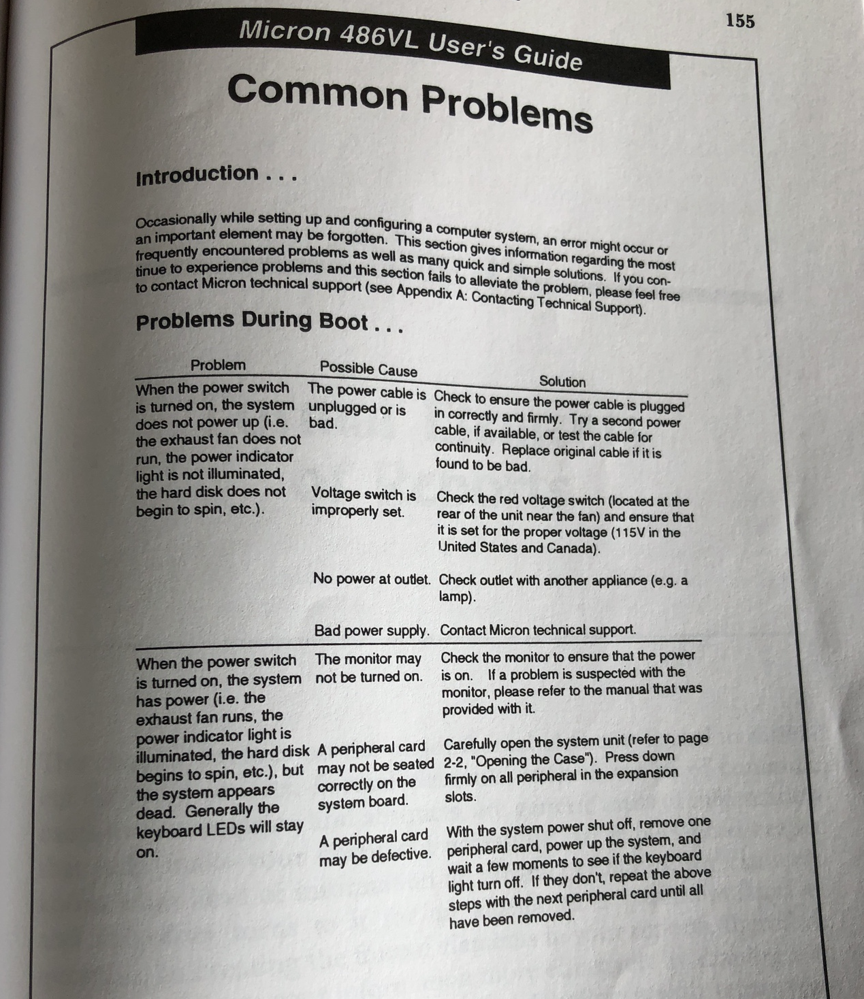 155
Micron 486VL User's Guide
Common Problems
Introduction . . .
Occasionally while setting up and configuring a computer system, an error might occur or
an important element may be forgotten. This section gives information regarding the most
frequently encountered problems as well as many quick and simple solutions. If you con-
tinue to experience problems and this section fails to alleviate the problem, please feel free
to contact Micron technical support (see Appendix A: Contacting Technical Support).
Problems During Boot . . .
Problem
Possible Cause
Solution
When the power switch
is turned on, the system
does not power up (i.e.
the exhaust fan does not
run, the power indicator
light is not illuminated,
the hard disk does not
begin to spin, etc.).
The power cable is
unplugged or is
bad.
Check to ensure the power cable is plugged
in correctly and firmly. Try a second power
cable, if available, or test the cable for
continuity. Replace original cable if it is
found to be bad.
Voltage switch is
improperly set.
Check the red voltage switch (located at the
rear of the unit near the fan) and ensure that
it is set for the proper voltage (115V in the
United States and Canada).
No power at outlet.
Check outlet with another appliance (e.g. a
lamp).
Bad power supply.
Contact Micron technical support.
When the power switch
is turned on, the system
has power (i.e. the
exhaust fan runs, the
power indicator light is
illuminated, the hard disk
begins to spin, etc.), but
the system appears
dead. Generally the
keyboard LEDs will stay
on.
The monitor may
not be turned on.
Check the monitor to ensure that the power
is on. If a problem is suspected with the
monitor, please refer to the manual that was
provided with it.
A peripheral card
may not be seated
correctly on the
system board.
Carefully open the system unit (refer to page
2-2, "Opening the Case"). Press down
firmly on all peripheral in the expansion
slots.
A peripheral card
may be defective.
With the system power shut off, remove one
peripheral card, power up the system, and
wait a few moments to see if the keyboard
light turn off. If they don't, repeat the above
steps with the next peripheral card until all
have been removed.